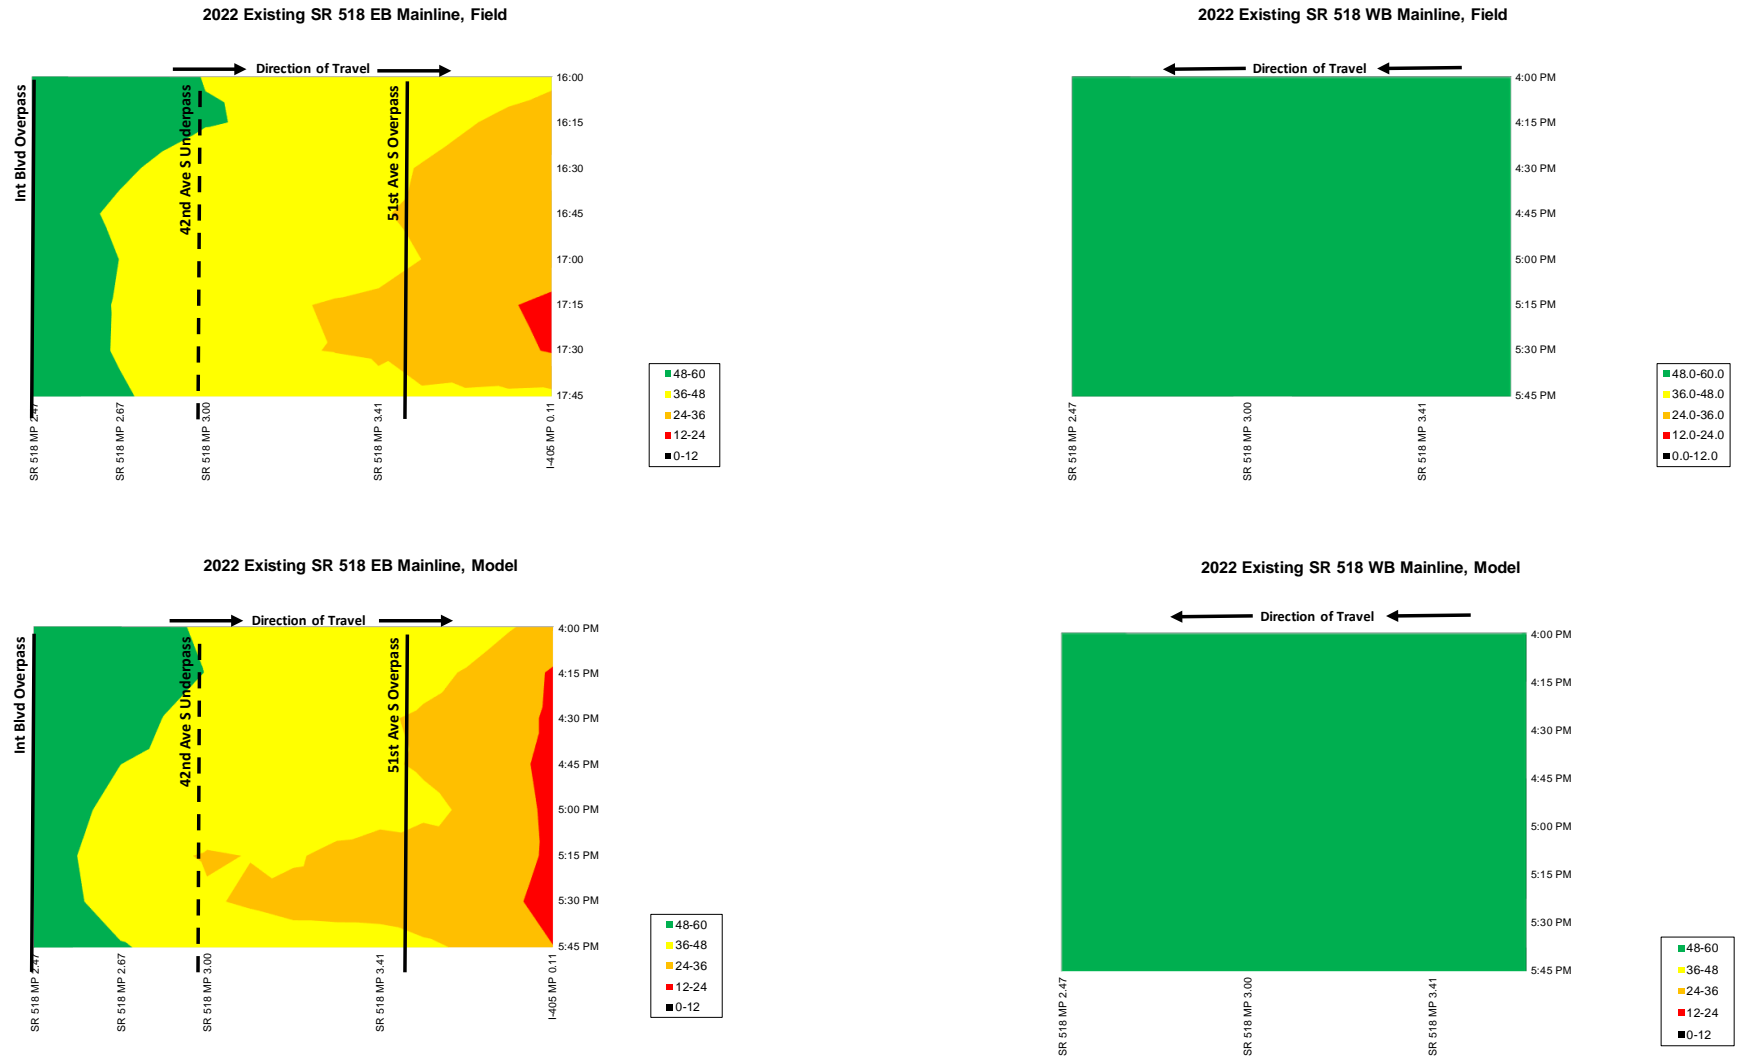 2022 Existing SR 518 EB Mainline, Field
Direction of Travel
Int Blvd Overpass
42nd Ave S Underpass
51st Ave S Overpass
16:00
16:15
16:30
16:45
17:00
17:15
17:30
17:45
SR 518 MP 2.47
SR 518 MP 2.67
SR 518 MP 3.00
SR 518 MP 3.41
I-405 MP 0.11
48-60
36-48
24-36
12-24
0-12
2022 Existing SR 518 WB Mainline, Field
Direction of Travel
4:00 PM
4:15 PM
4:30 PM
4:45 PM
5:00 PM
5:15 PM
5:30 PM
5:45 PM
SR 518 MP 2.47
SR 518 MP 3.00
SR 518 MP 3.41
48.0-60.0
36.0-48.0
24.0-36.0
12.0-24.0
0.0-12.0
2022 Existing SR 518 EB Mainline, Model
Direction of Travel
Int Blvd Overpass
42nd Ave S Underpass
51st Ave S Overpass
4:00 PM
4:15 PM
4:30 PM
4:45 PM
5:00 PM
5:15 PM
5:30 PM
5:45 PM
SR 518 MP 2.47
SR 518 MP 2.67
SR 518 MP 3.00
SR 518 MP 3.41
I-405 MP 0.11
48-60
36-48
24-36
12-24
0-12
2022 Existing SR 518 WB Mainline, Model
Direction of Travel
4:00 PM
4:15 PM
4:30 PM
4:45 PM
5:00 PM
5:15 PM
5:30 PM
5:45 PM
SR 518 MP 2.47
SR 518 MP 3.00
SR 518 MP 3.41
48-60
36-48
24-36
12-24
0-12